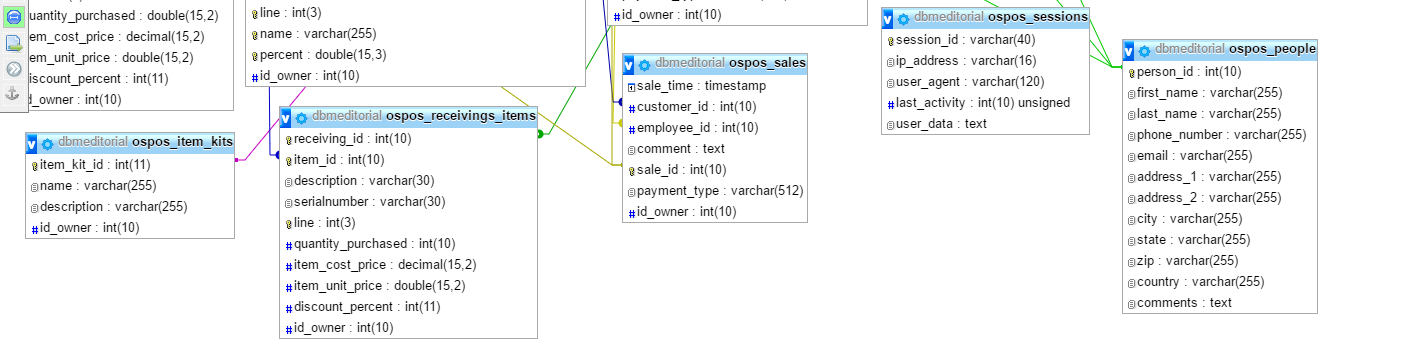 quantity_purchased : double(15,2)
item_cost_price : decimal(15,2)
item_unit_price : double(15,2)
discount_percent : int(11)
id_owner : int(10)
line : int(3)
name : varchar(255)
percent : double(15,3)
id_owner : int(10)
id_owner : int(10)
v dbmeditorial ospos_item_kits
item_kit_id : int(11)
name : varchar(255)
description : varchar(255)
id_owner : int(10)
v dbmeditorial ospos_receivings_items
receiving_id : int(10)
item_id : int(10)
description : varchar(30)
serialnumber : varchar(30)
line : int(3)
quantity_purchased : int(10)
item_cost_price : decimal(15,2)
item_unit_price : double(15,2)
discount_percent : int(11)
id_owner : int(10)
v dbmeditorial ospos_sales
sale_time : timestamp
customer_id : int(10)
employee_id : int(10)
comment : text
sale_id : int(10)
payment_type : varchar(512)
id_owner : int(10)
v dbmeditorial ospos_sessions
session_id : varchar(40)
ip_address : varchar(16)
user_agent : varchar(120)
last_activity : int(10) unsigned
user_data : text
v dbmeditorial ospos_people
person_id : int(10)
first_name : varchar(255)
last_name : varchar(255)
phone_number : varchar(255)
email : varchar(255)
address_1 : varchar(255)
address_2 : varchar(255)
city : varchar(255)
state : varchar(255)
zip : varchar(255)
country : varchar(255)
comments : text